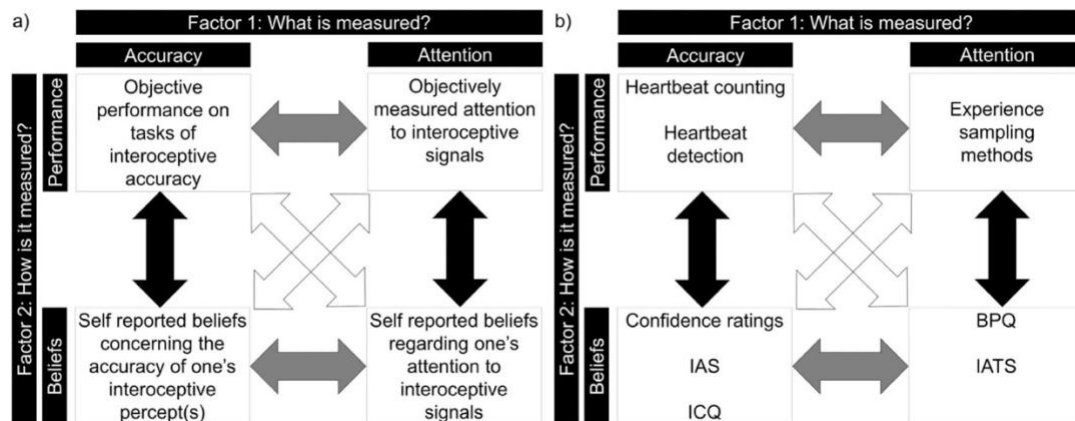 a)
Factor 1: What is measured?
Accuracy
Attention
Factor 2: How is it measured?
Performance
Objective
performance on
tasks of
interoceptive
accuracy
Objectively
measured attention
to interoceptive
signals
Beliefs
Self reported beliefs
concerning the
accuracy of one's
interoceptive
percept(s)
Self reported beliefs
regarding one's
attention to
interoceptive
signals
b)
Factor 1: What is measured?
Accuracy
Attention
Factor 2: How is it measured?
Performance
Heartbeat counting
Heartbeat
detection
Experience
sampling
methods
Beliefs
Confidence ratings
IAS
ICQ
BPQ
IATS